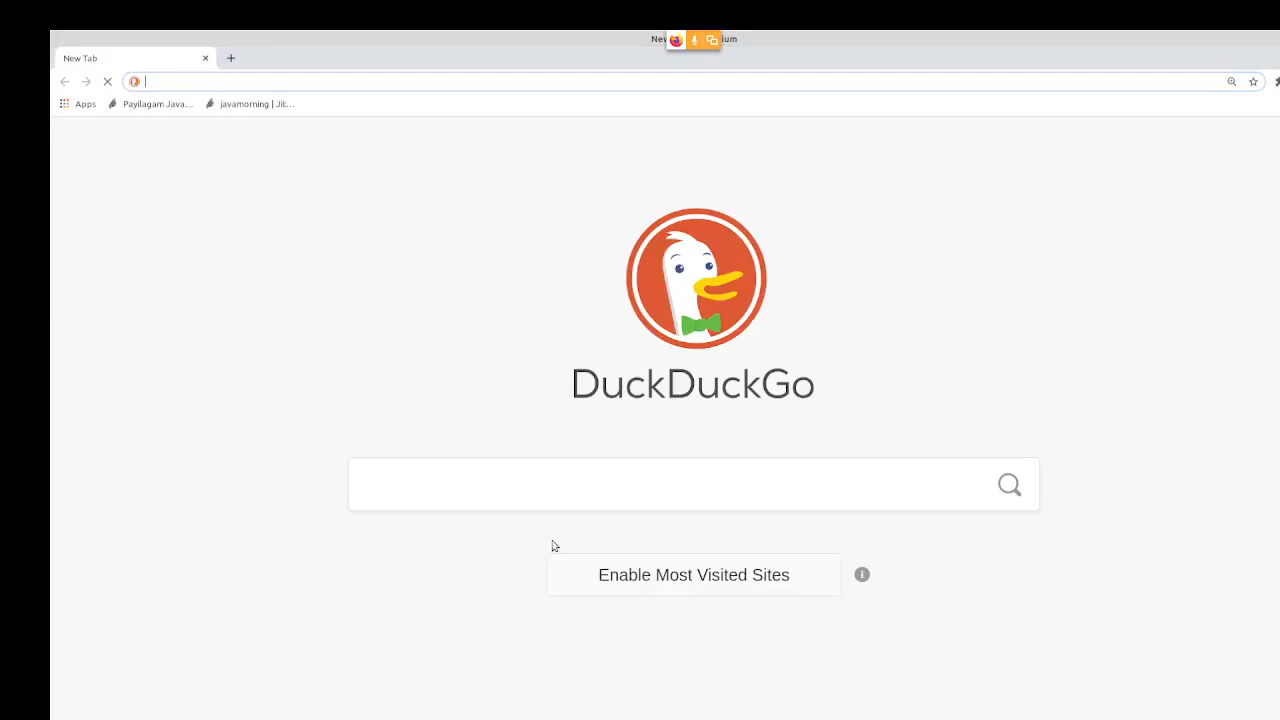 New Tab
Apps
Payilagam Java...
javamorning | Jit...
DuckDuckGo
Enable Most Visited Sites